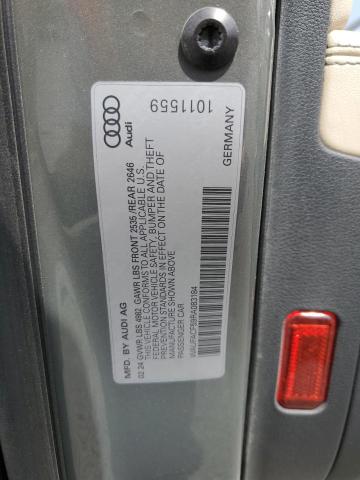 Audi
1011559
GERMANY
MFD. BY AUDI AG
02.24 GVWR LBS 4982 GAWR LBS FRONT 2535/REAR 2646
THIS VEHICLE CONFORMS TO ALL APPLICABLE U.S.
FEDERAL MOTOR VEHICLE SAFETY, BUMPER AND THEFT
PREVENTION STANDARDS IN EFFECT ON THE DATE OF
MANUFACTURE SHOWN ABOVE.
PASSENGER CAR